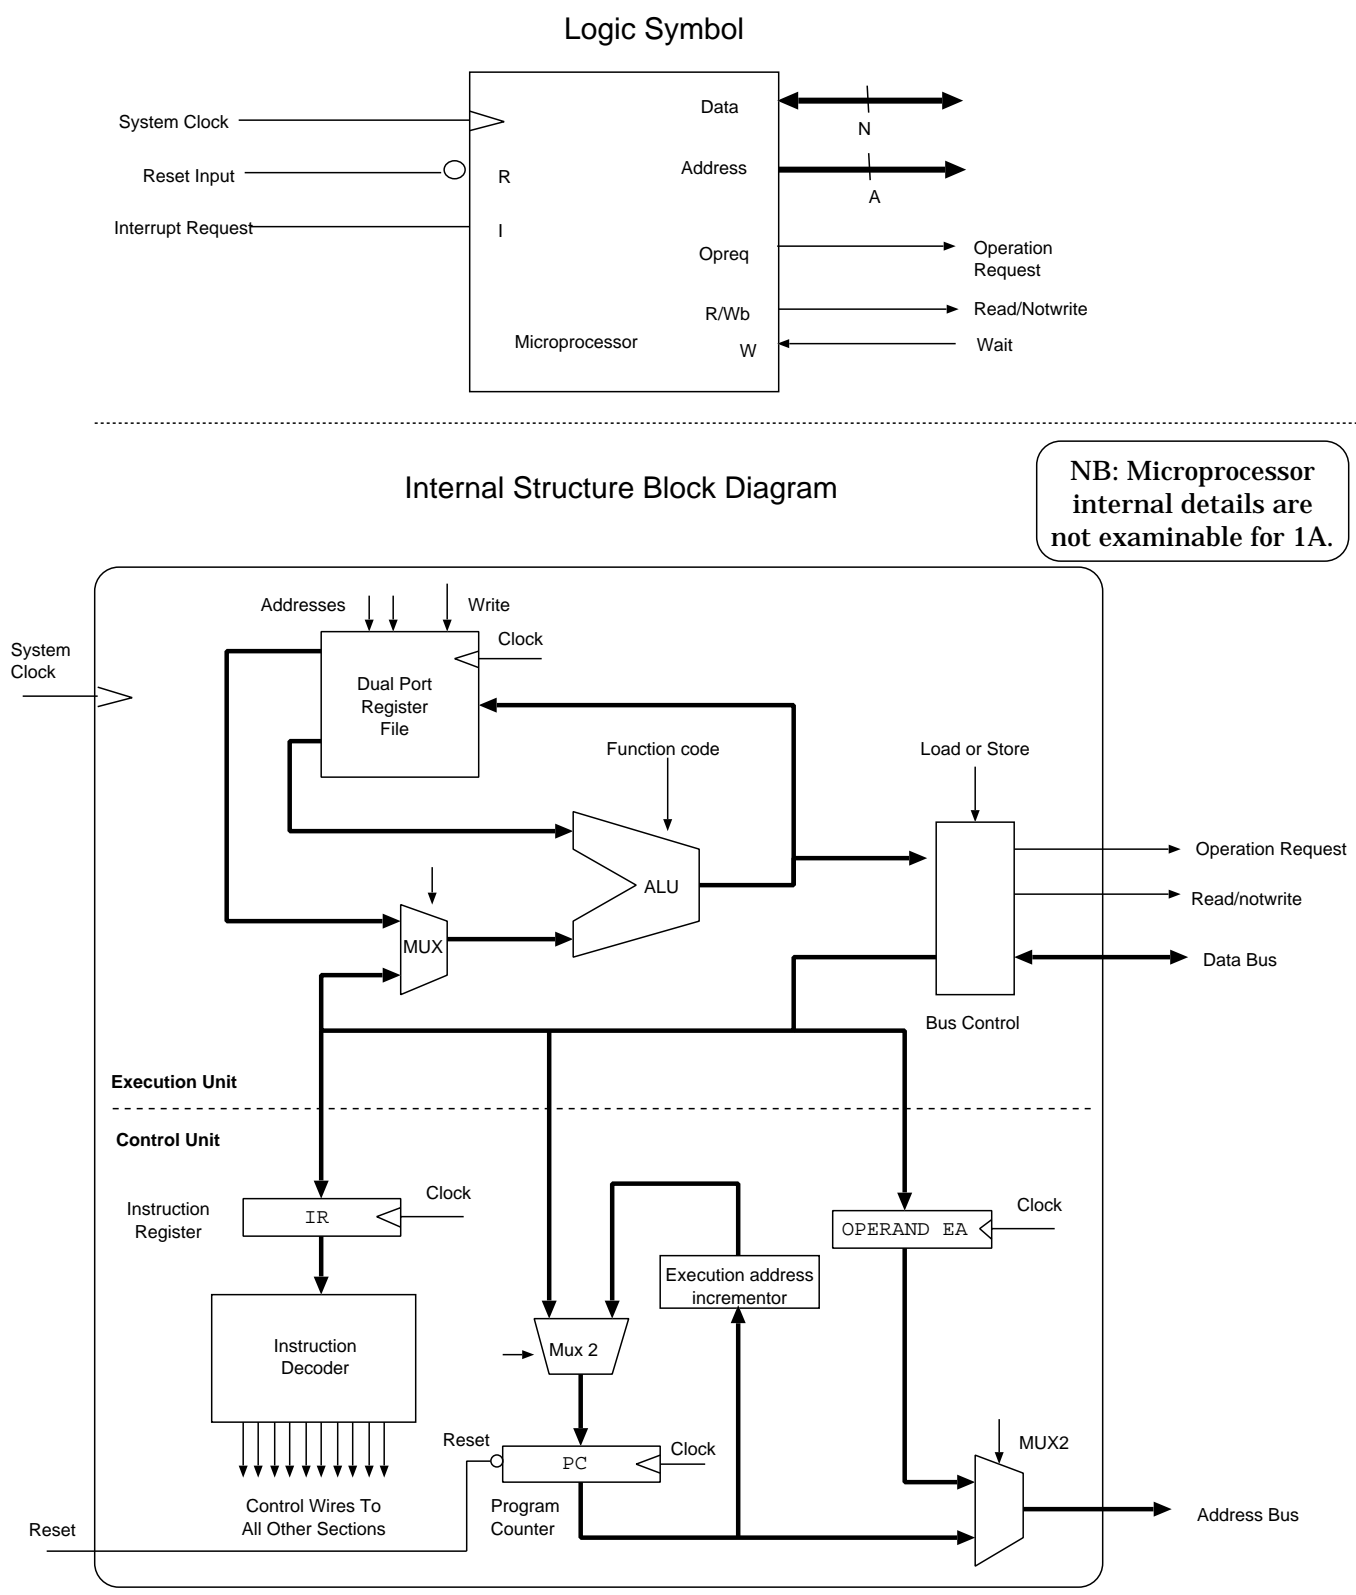 Logic Symbol
System Clock
Reset Input
Interrupt Request
R
I
Data
Address
Opreq
R/Wb
W
Microprocessor
N
A
Operation
Request
Read/Notwrite
Wait
NB: Microprocessor
internal details are
not examinable for 1A.
Internal Structure Block Diagram
Addresses
Write
Clock
System
Clock
Dual Port
Register
File
Function code
Load or Store
ALU
MUX
Operation Request
Read/notwrite
Data Bus
Bus Control
Execution Unit
Control Unit
Instruction
Register
IR
Clock
Instruction
Decoder
Control Wires To
All Other Sections
Execution address
incrementor
Mux 2
Reset
PC
Clock
Program
Counter
OPERAND EA
Clock
MUX2
Address Bus
Reset